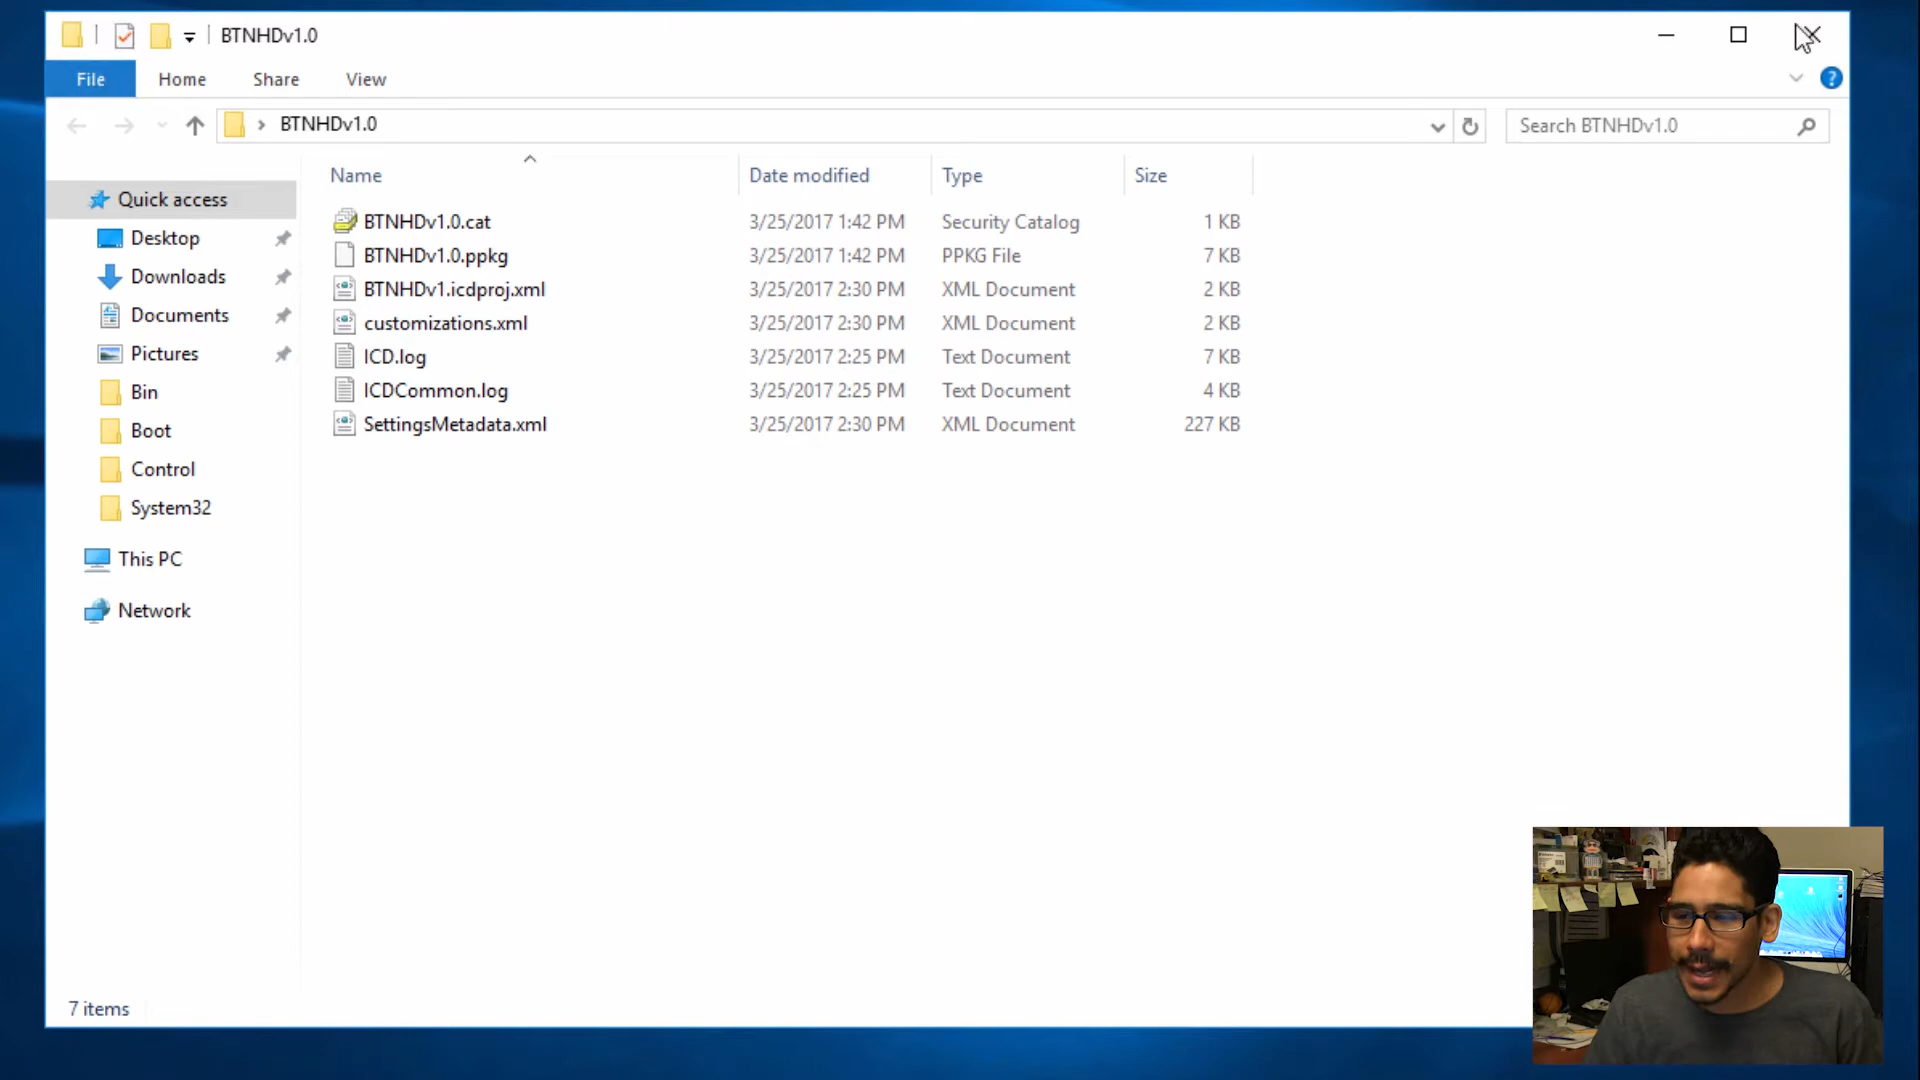 BTNHDv1.0
File Home Share View
BTNHDv1.0
Search BTNHDv1.0
Name Date modified Type Size
Quick access
Desktop
Downloads
Documents
Pictures
Bin
Boot
Control
System32
This PC
Network
BTNHDv1.0.cat 3/25/2017 1:42 PM Security Catalog 1 KB
BTNHDv1.0.ppkg 3/25/2017 1:42 PM PPKG File 7 KB
BTNHDv1.icdproj.xml 3/25/2017 2:30 PM XML Document 2 KB
customizations.xml 3/25/2017 2:30 PM XML Document 2 KB
ICD.log 3/25/2017 2:25 PM Text Document 7 KB
ICDCommon.log 3/25/2017 2:25 PM Text Document 4 KB
SettingsMetadata.xml 3/25/2017 2:30 PM XML Document 227 KB
7 items